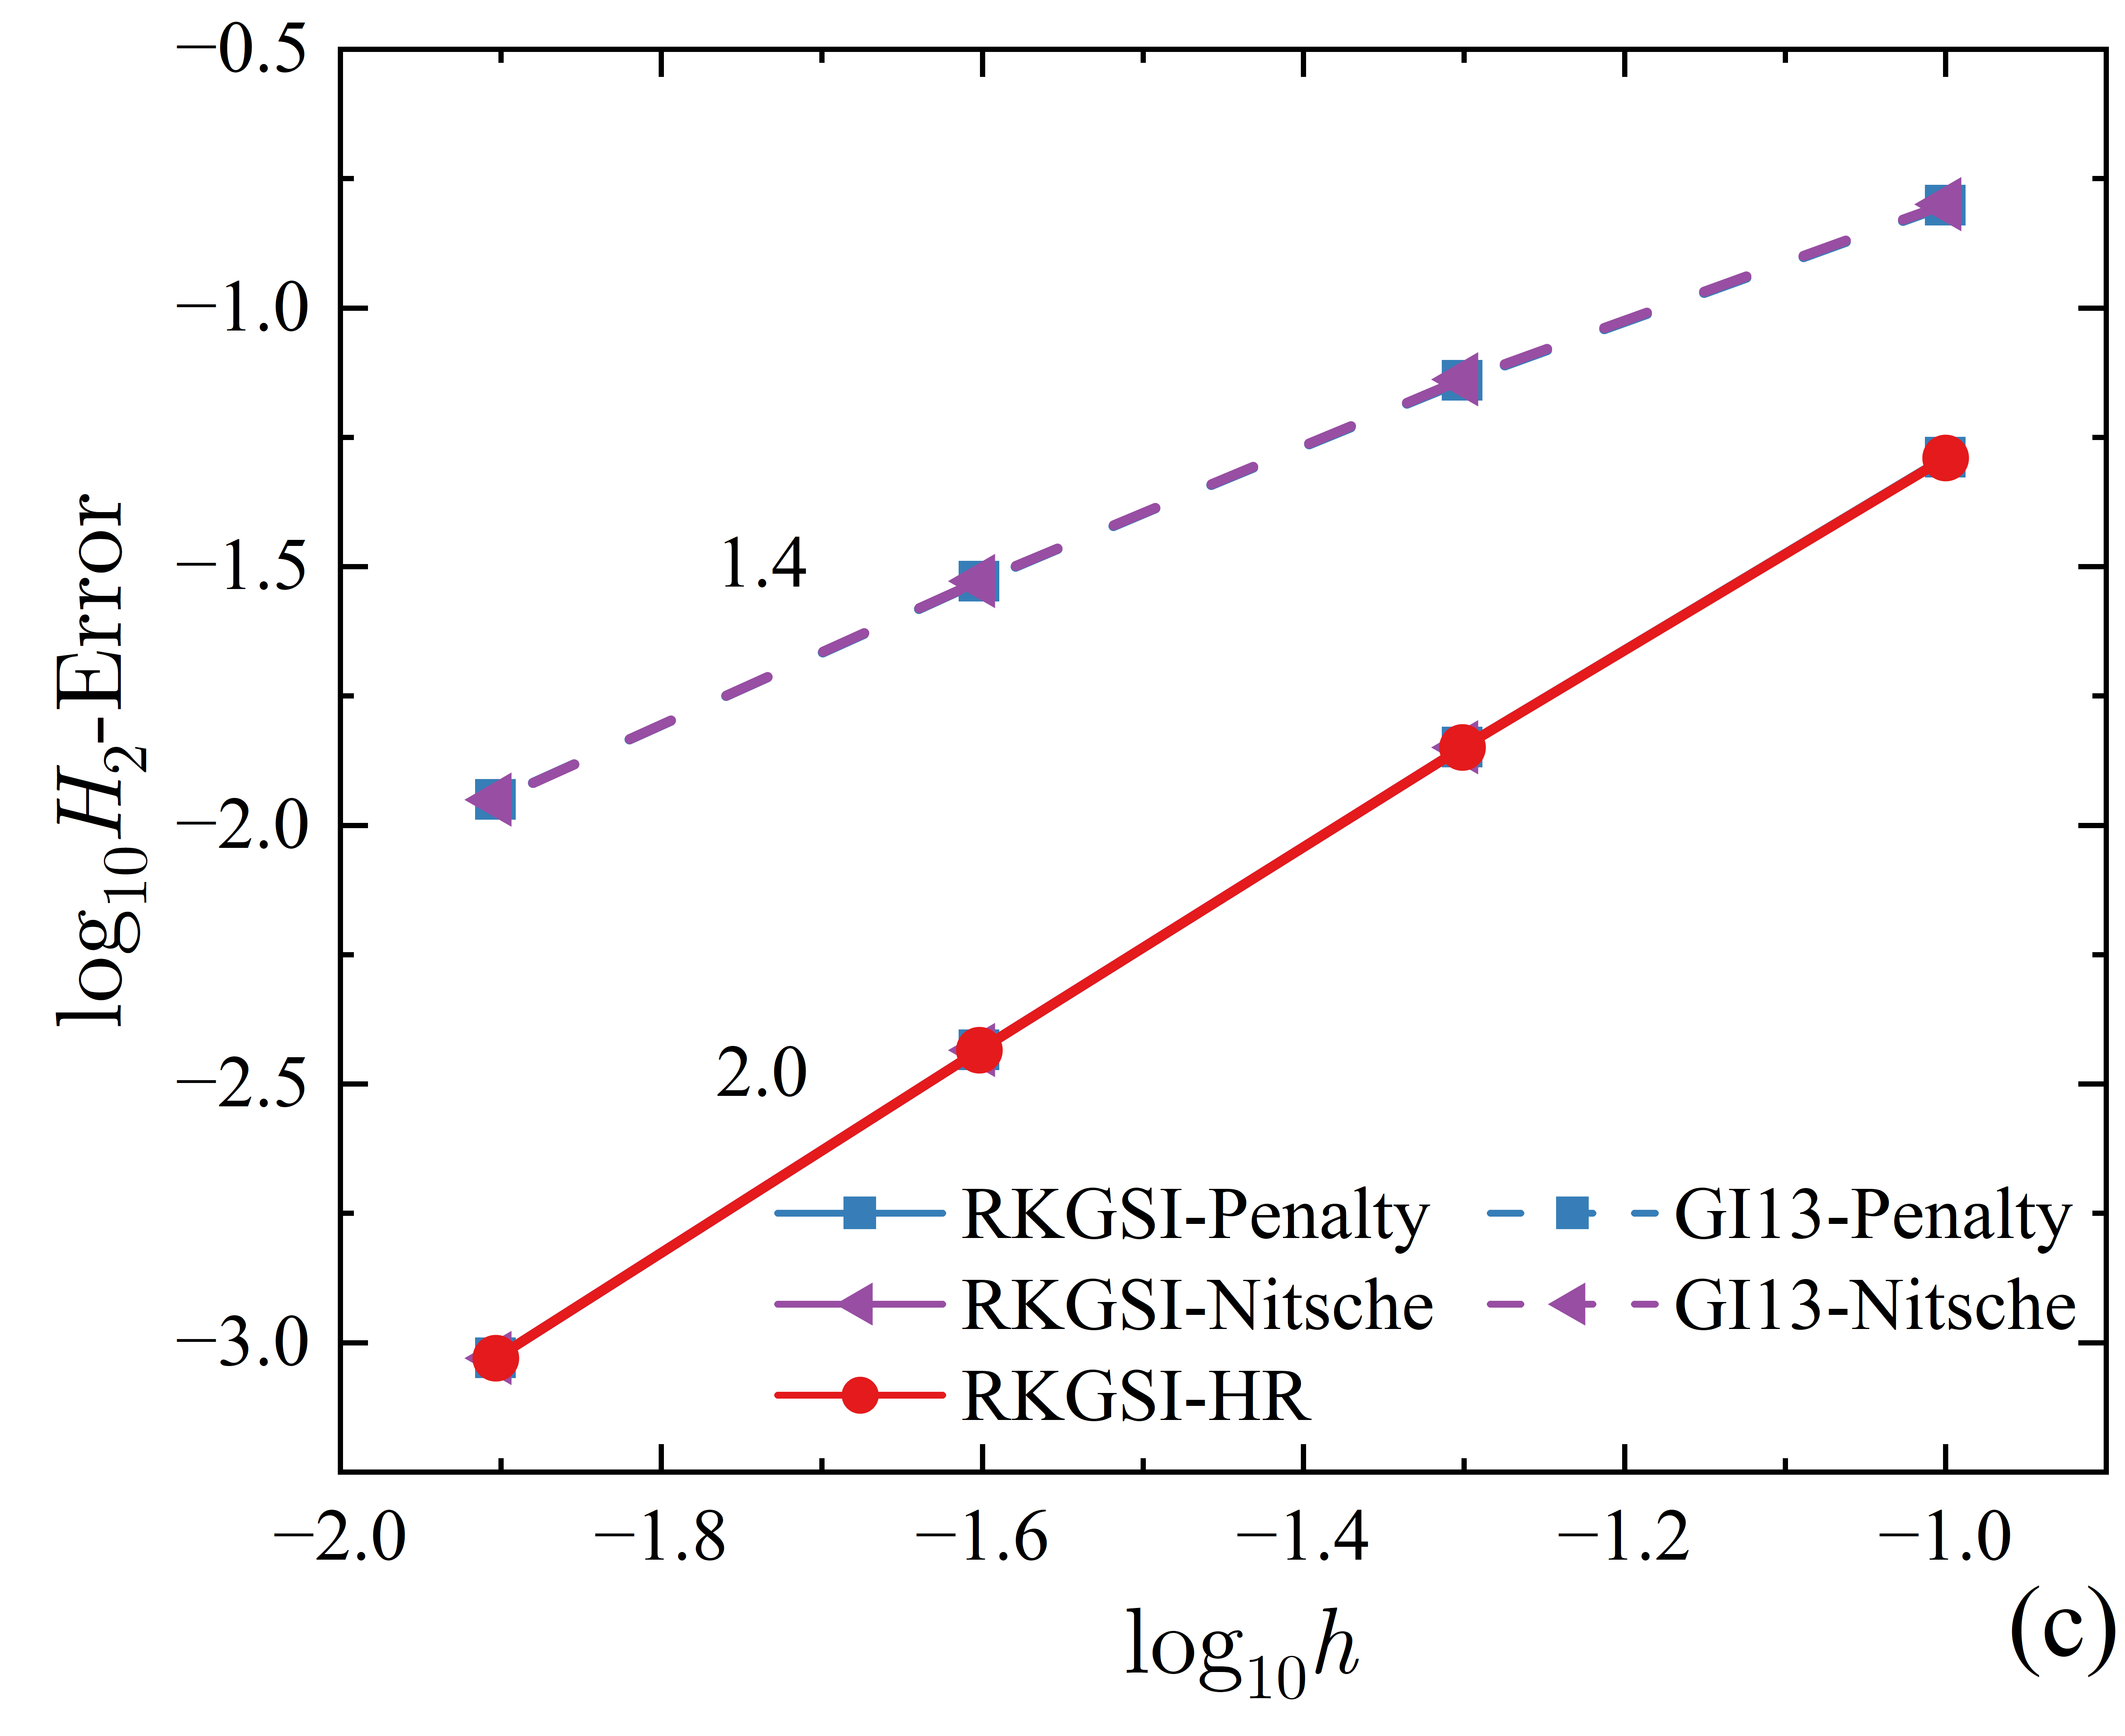 −0.5
−1.0
−1.5
−2.0
−2.5
−3.0
log₁₀H₂-Error
1.4
2.0
RKGSI-Penalty GI13-Penalty
RKGSI-Nitsche GI13-Nitsche
RKGSI-HR
−2.0 −1.8 −1.6 −1.4 −1.2 −1.0
log₁₀h
(c)